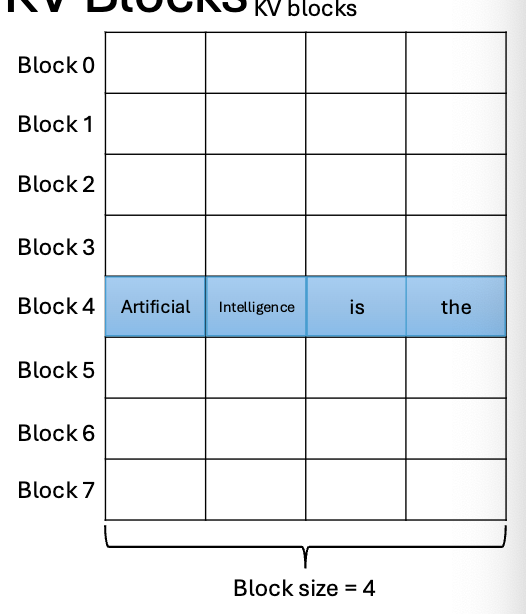 KV Blocks
KV blocks
Block 0
Block 1
Block 2
Block 3
Block 4 Artificial Intelligence is the
Block 5
Block 6
Block 7
Block size = 4